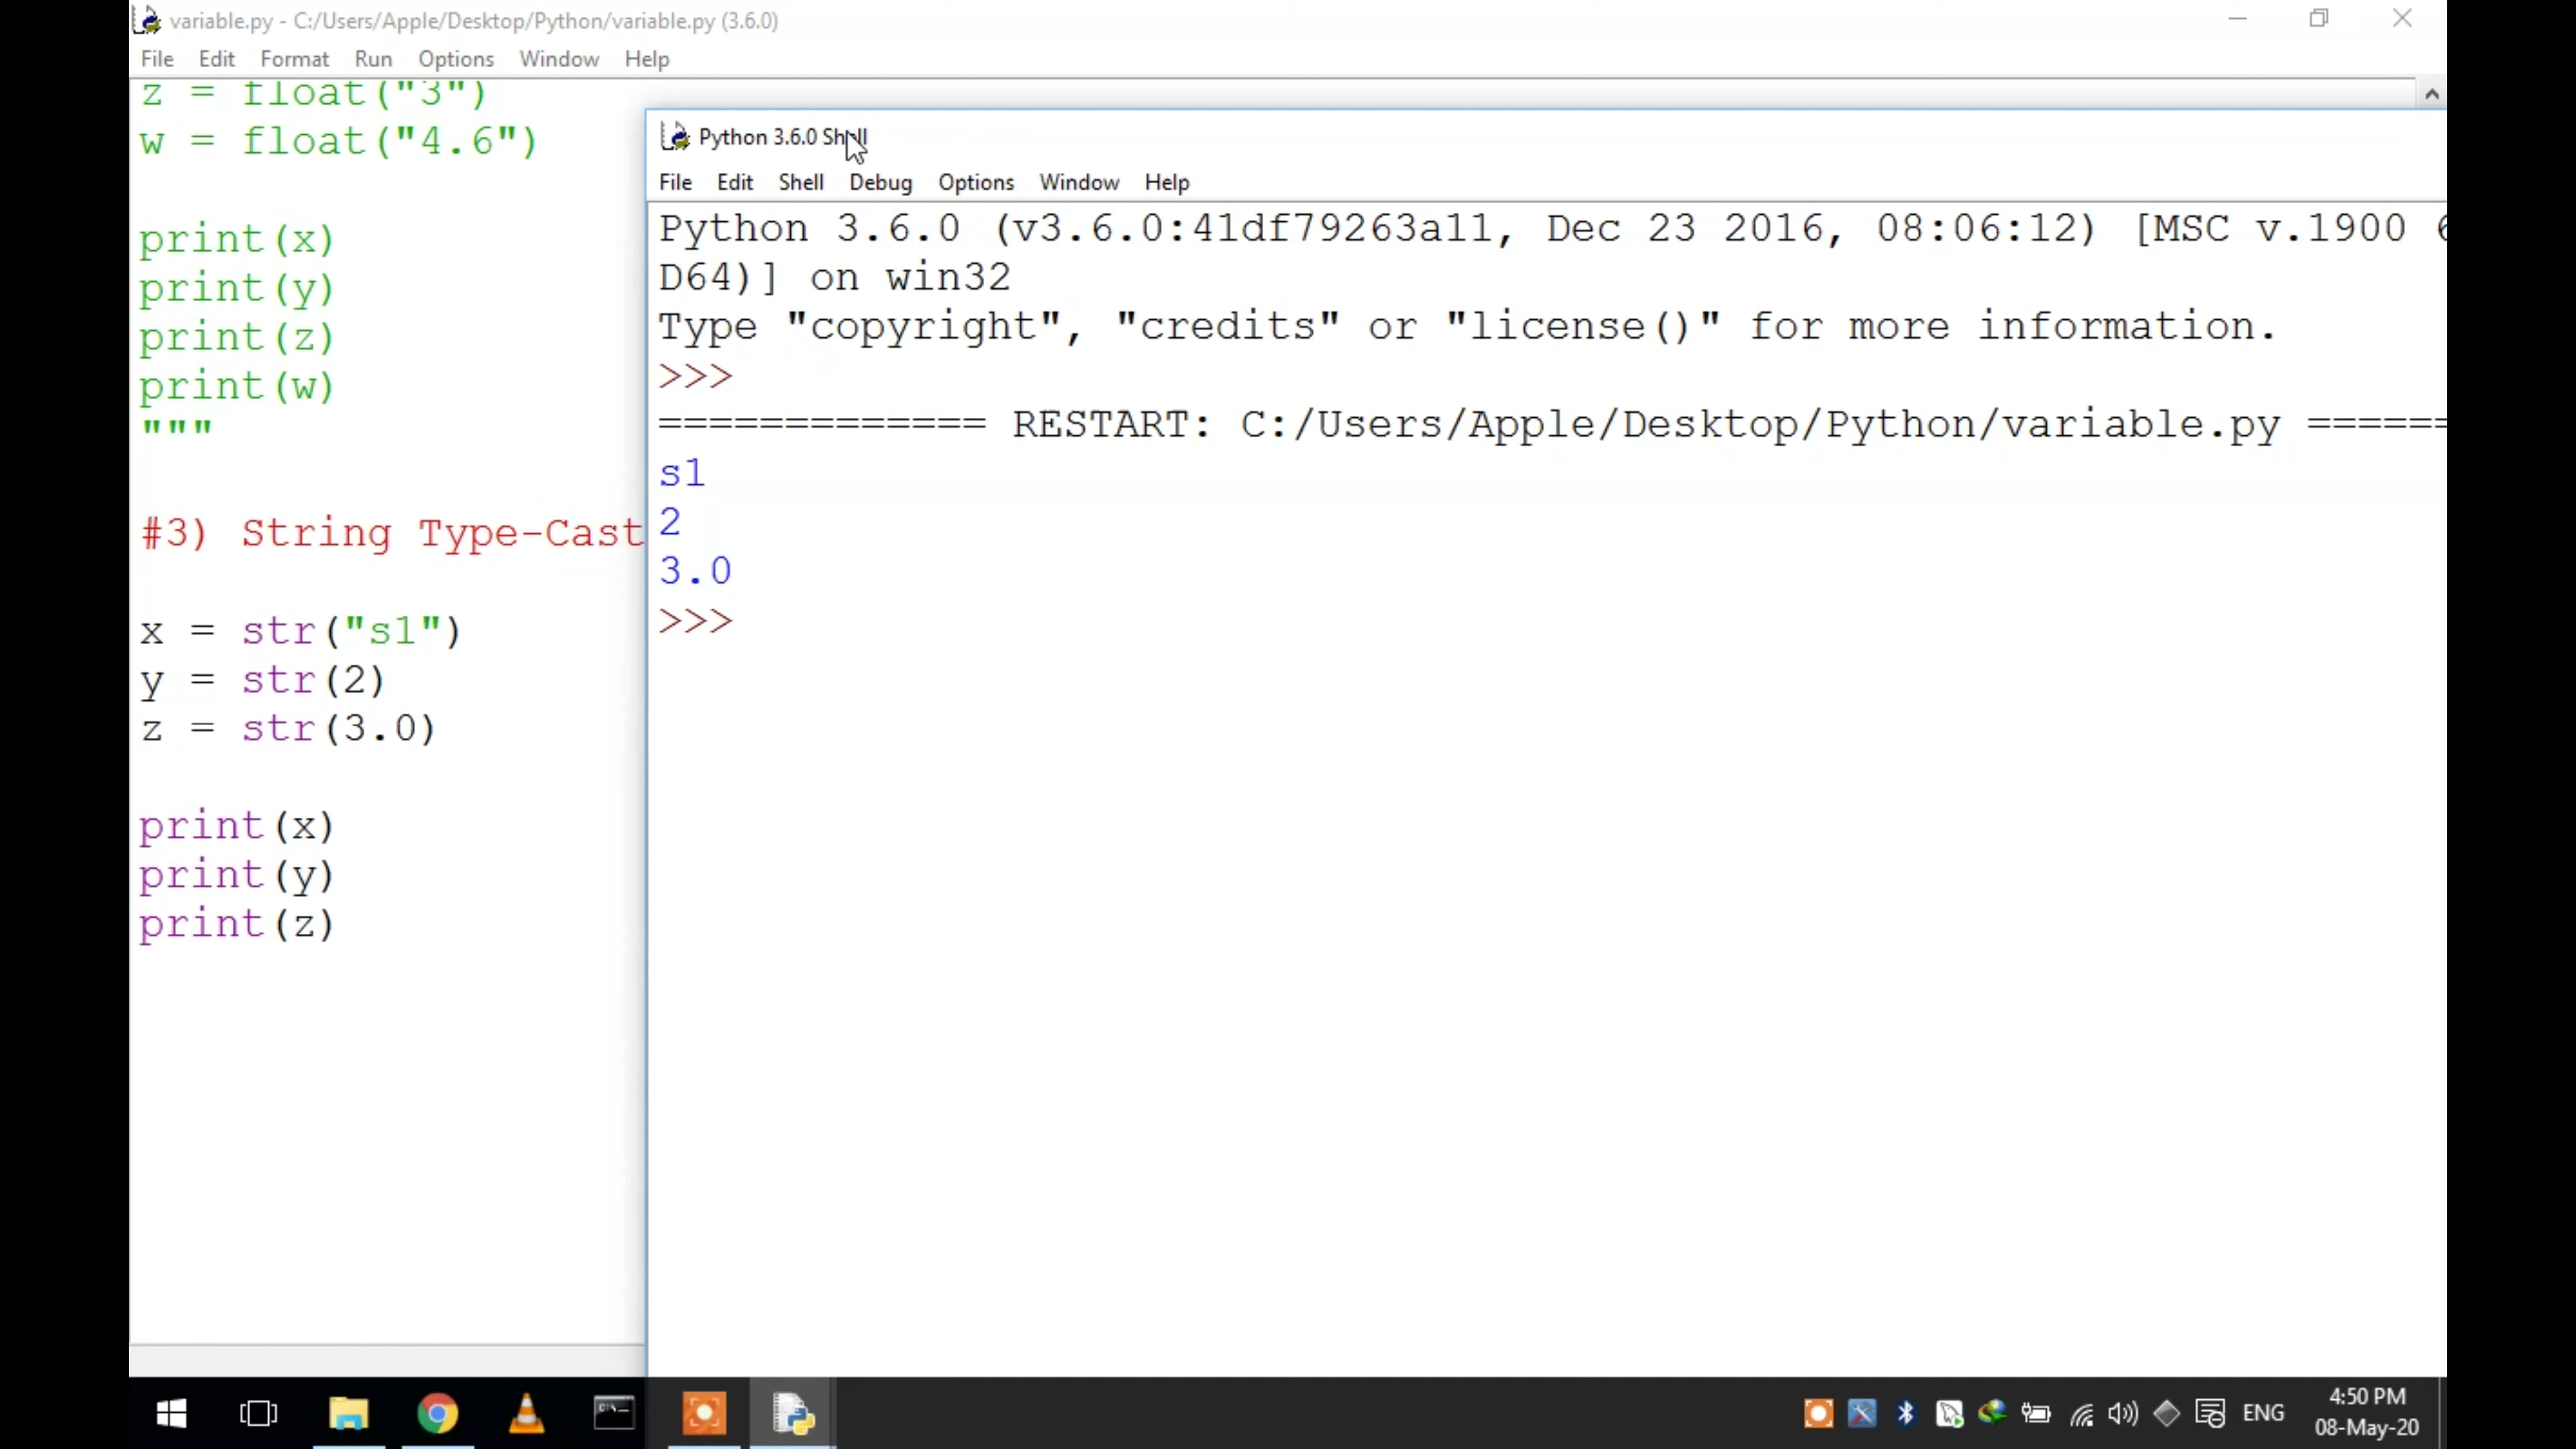 variable.py - C:/Users/Apple/Desktop/Python/variable.py (3.6.0)
File Edit Format Run Options Window Help
z = float("3")
w = float("4.6")
print(x)
print(y)
print(z)
print(w)
"""
#3) String Type-Cast
x = str("s1")
y = str(2)
z = str(3.0)
print(x)
print(y)
print(z)
Python 3.6.0 Shell
File Edit Shell Debug Options Window Help
Python 3.6.0 (v3.6.0:41df79263a11, Dec 23 2016, 08:06:12) [MSC v.1900 6
D64)] on win32
Type "copyright", "credits" or "license()" for more information.
>>>
============= RESTART: C:/Users/Apple/Desktop/Python/variable.py ======
s1
2
3.0
>>>
ENG
4:50 PM
08-May-20